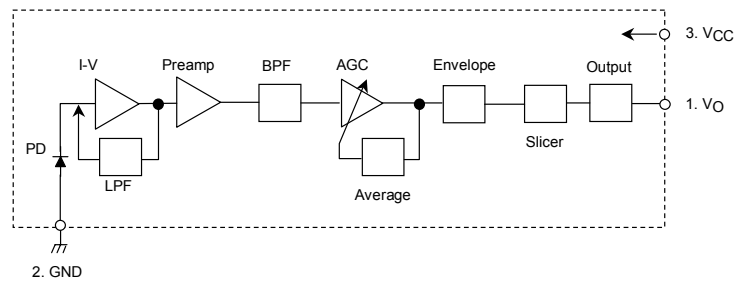 3. VCC
I-V
Preamp
BPF
AGC
Envelope
Output
1. VO
PD
LPF
Slicer
Average
2. GND